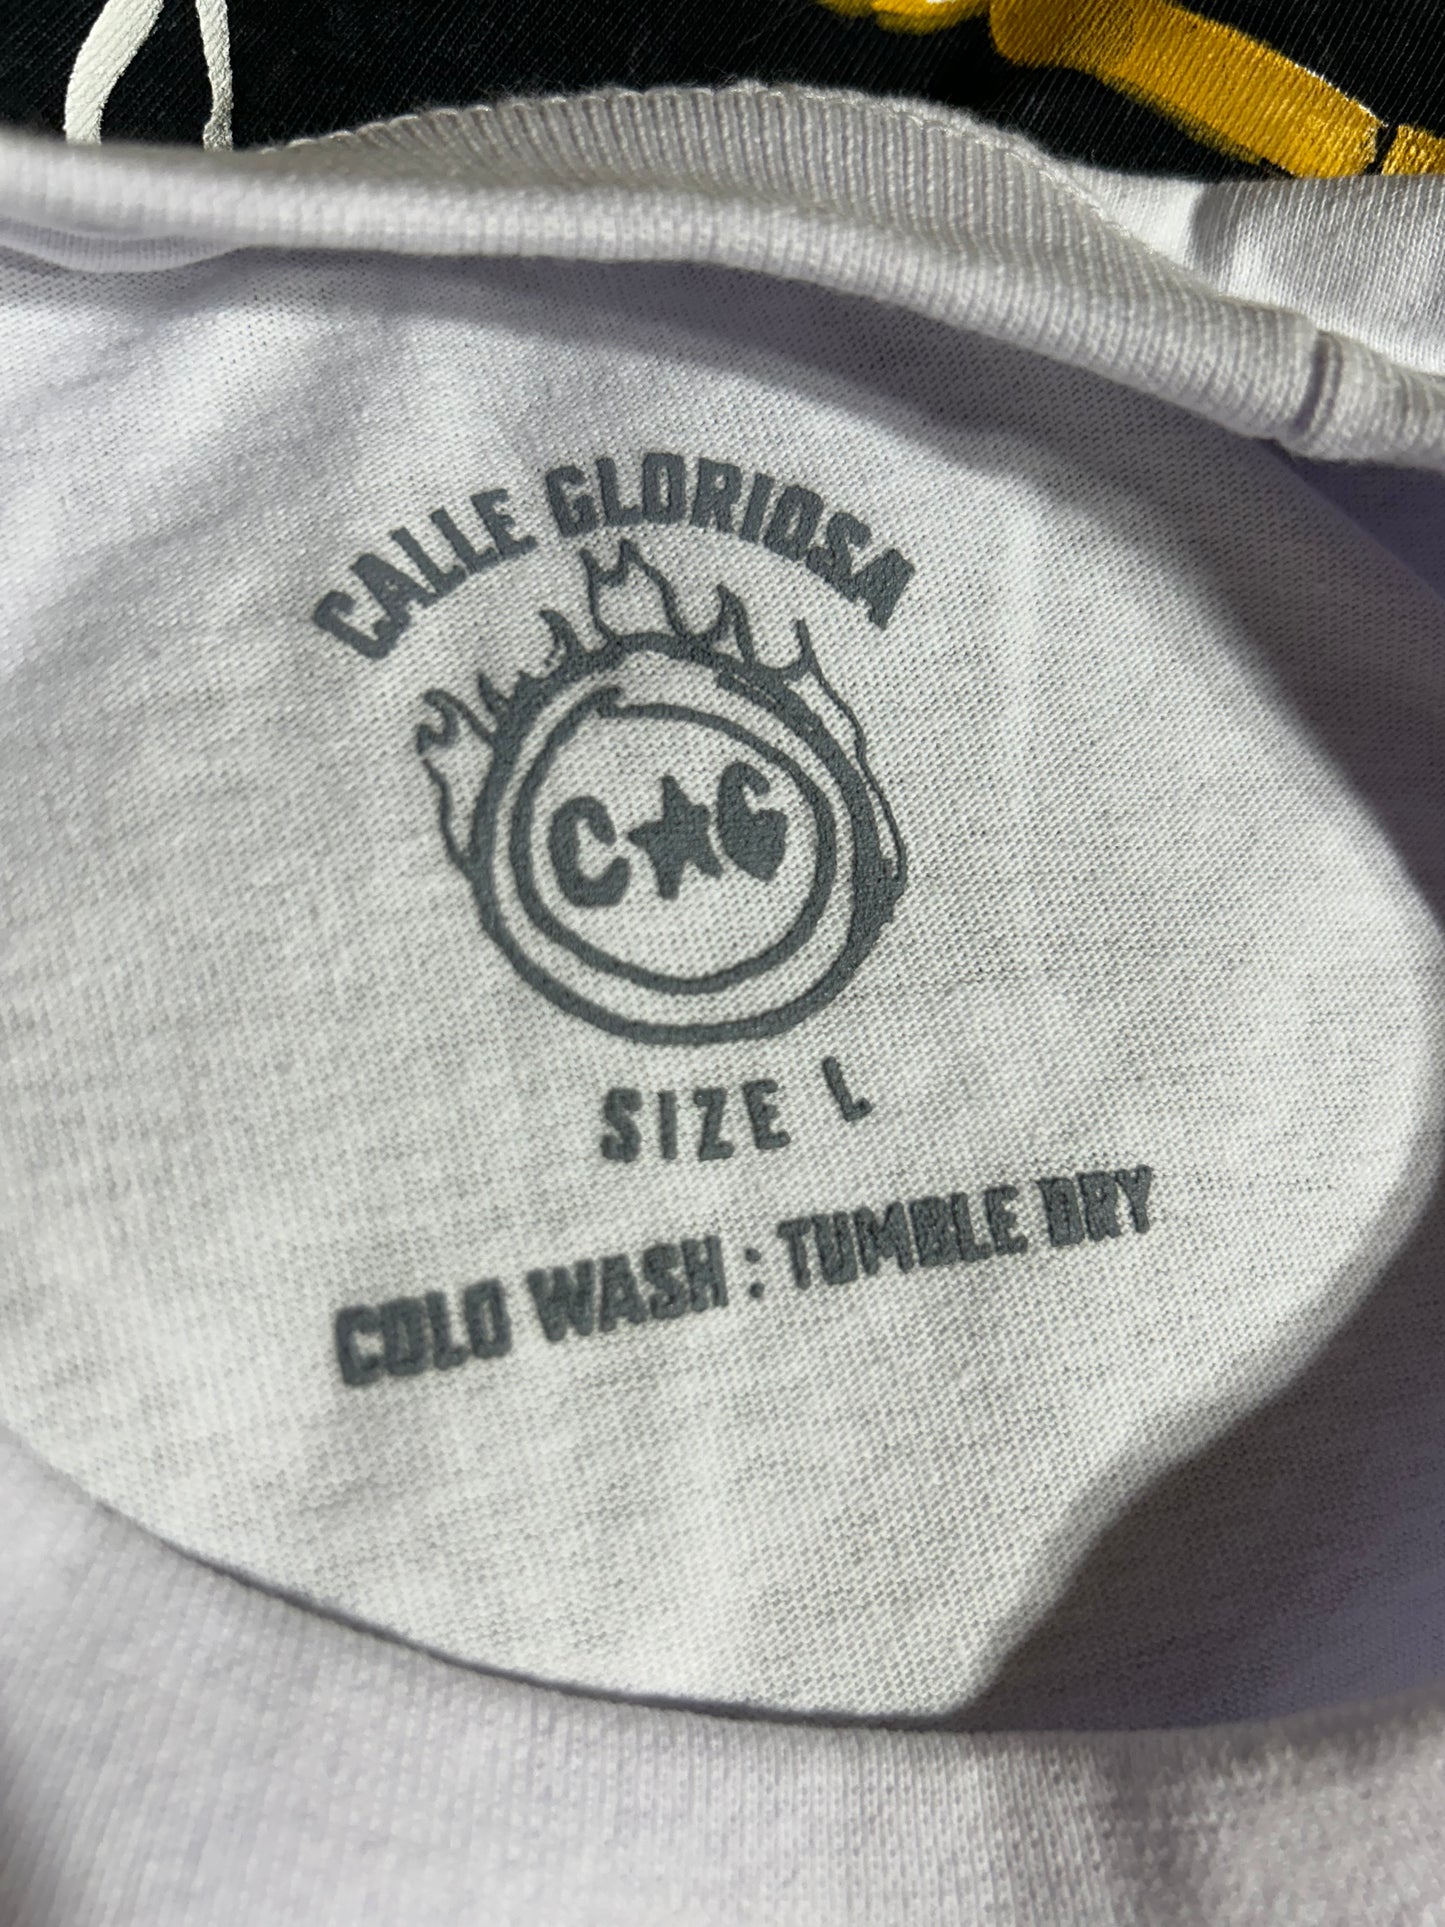 CALLE GLORIOSA
C★G
SIZE L
COLD WASH : TUMBLE DRY